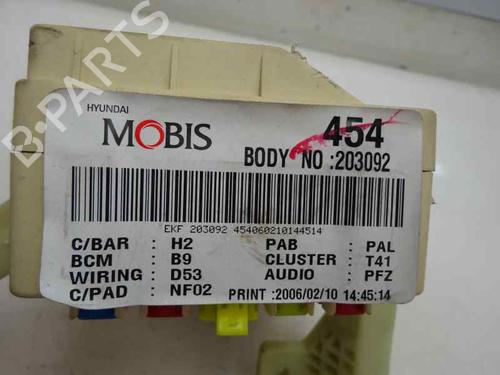 B-PARTS
HYUNDAI
MOBIS
454
BODY NO :203092
EKF 203092 454060210144514
C/BAR : H2 PAB : PAL
BCM : B9 CLUSTER : T41
WIRING : D53 AUDIO : PFZ
C/PAD : NF02 PRINT : 2006/02/10 14:45:14